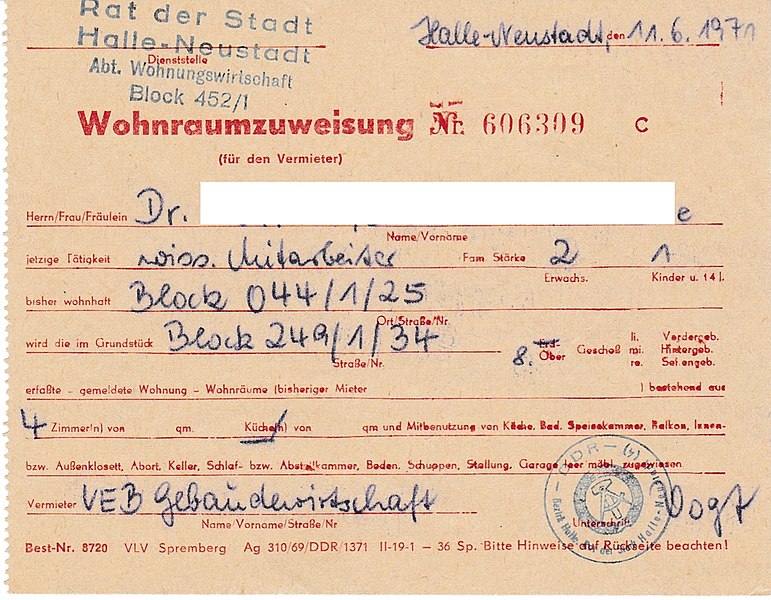 Rat der Stadt
Halle-Neustadt
Dienststelle
Abt. Wohnungswirtschaft
Block 452/1
Halle-Neustadt, den 11.6.1971
Wohnraumzuweisung Nr. 606309 C
(für den Vermieter)
Herrn/Frau/Fräulein Dr. e
Name/Vorname
jetzige Tätigkeit wiss. Mitarbeiter Fam Stärke 2 1
Erwachs. Kinder u. 14 J.
bisher wohnhaft Block 044/1/25
Ort/Straße/Nr.
wird die im Grundstück Block 249/1/34 8. Erd- Ober Geschoß li. mi. re. Vordergeb. Hintergeb. Seitengeb.
Straße/Nr.
erfaßte - gemeldete Wohnung - Wohnräume (bisheriger Mieter ) bestehend aus
4 Zimmer(n) von qm. Küche(n) von qm und Mitbenutzung von Küche, Bad, Speisekammer, Balkon, Innen-
bzw. Außenklosett, Abort, Keller, Schlaf- bzw. Abstellkammer, Boden, Schuppen, Stallung, Garage leer möbl. zugewiesen
Vermieter VEB Gebäudewirtschaft
Name/Vorname/Straße/Nr
DDR
Unterschrift Vogt
Best-Nr. 8720 VLV Spremberg Ag 310/69/DDR/1371 II-19-1 — 36 Sp. Bitte Hinweise auf Rückseite beachten!